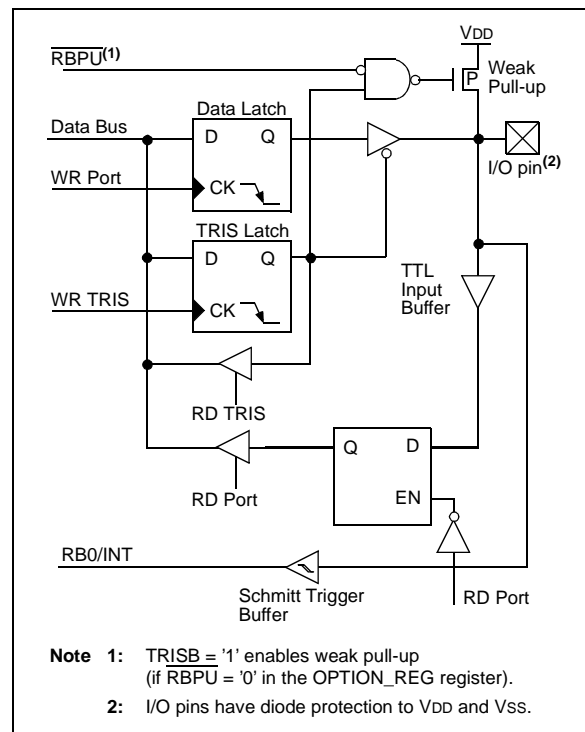 VDD
RBPU(1)
P
Weak
Pull-up
Data Latch
Data Bus
D
Q
I/O pin(2)
WR Port
CK
TRIS Latch
D
Q
TTL
Input
Buffer
WR TRIS
CK
RD TRIS
Q
D
RD Port
EN
RB0/INT
Schmitt Trigger
Buffer
RD Port
Note 1: TRISB = '1' enables weak pull-up
(if RBPU = '0' in the OPTION_REG register).
2: I/O pins have diode protection to VDD and VSS.